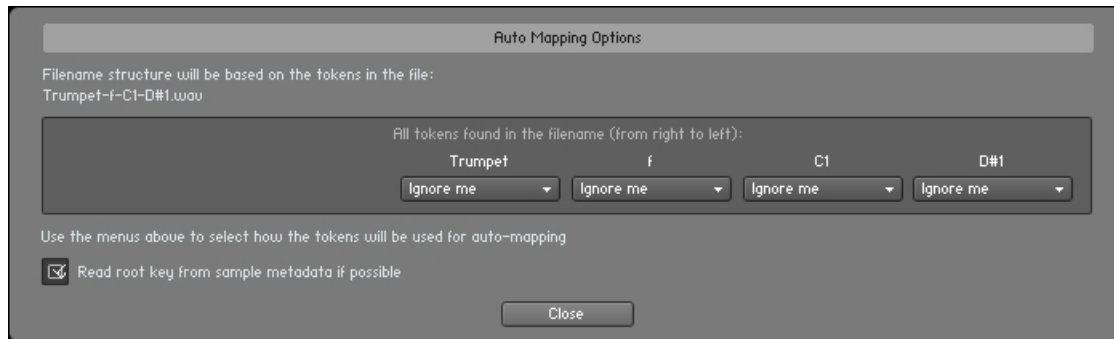 Auto Mapping Options
Filename structure will be based on the tokens in the file:
Trumpet-f-C1-D#1.wav
All tokens found in the filename (from right to left):
Trumpet f C1 D#1
Ignore me Ignore me Ignore me Ignore me
Use the menus above to select how the tokens will be used for auto-mapping
Read root key from sample metadata if possible
Close